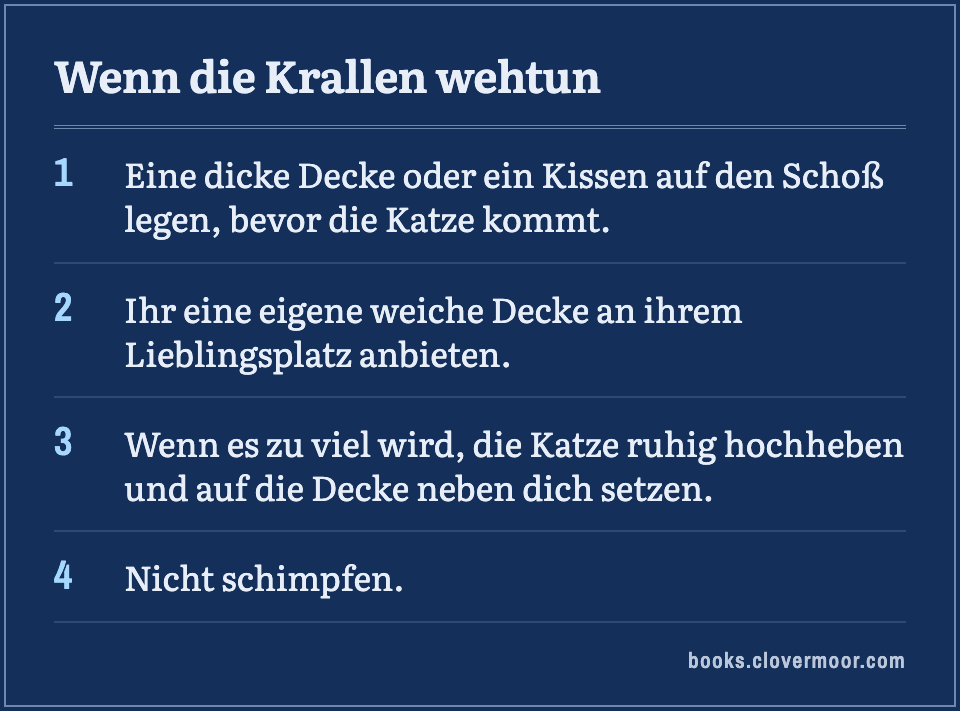 Wenn die Krallen wehtun
1 Eine dicke Decke oder ein Kissen auf den Schoß
legen, bevor die Katze kommt.
2 Ihr eine eigene weiche Decke an ihrem
Lieblingsplatz anbieten.
3 Wenn es zu viel wird, die Katze ruhig hochheben
und auf die Decke neben dich setzen.
4 Nicht schimpfen.
books.clovermoor.com